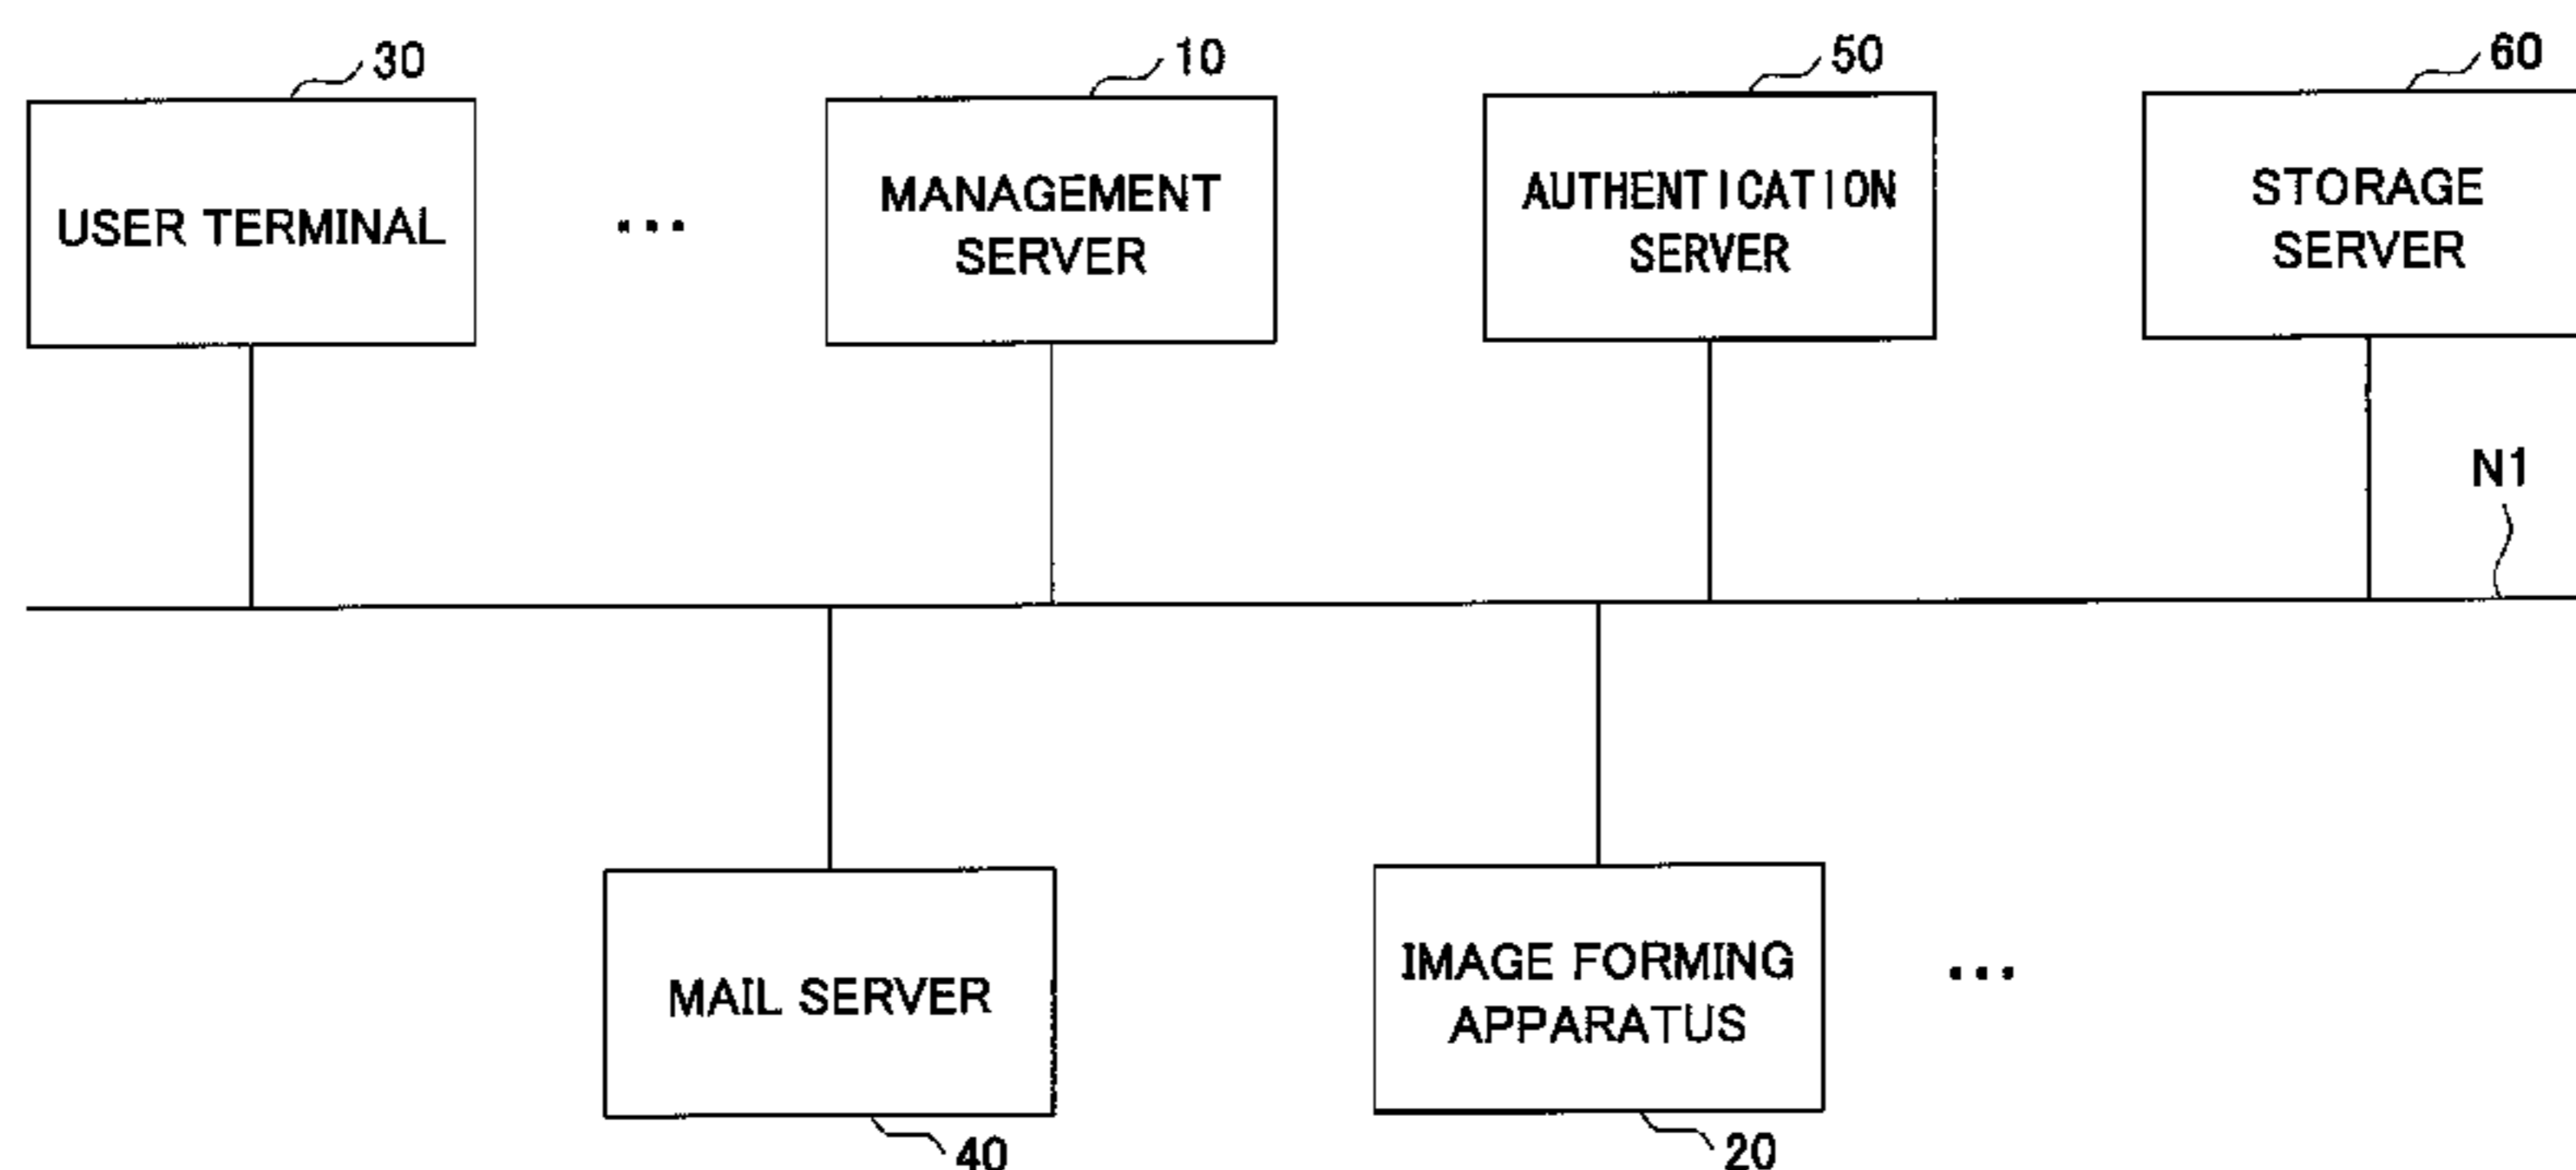 30
10
50
60
USER TERMINAL
...
MANAGEMENT
SERVER
AUTHENTICATION
SERVER
STORAGE
SERVER
N1
MAIL SERVER
IMAGE FORMING
APPARATUS
...
40
20